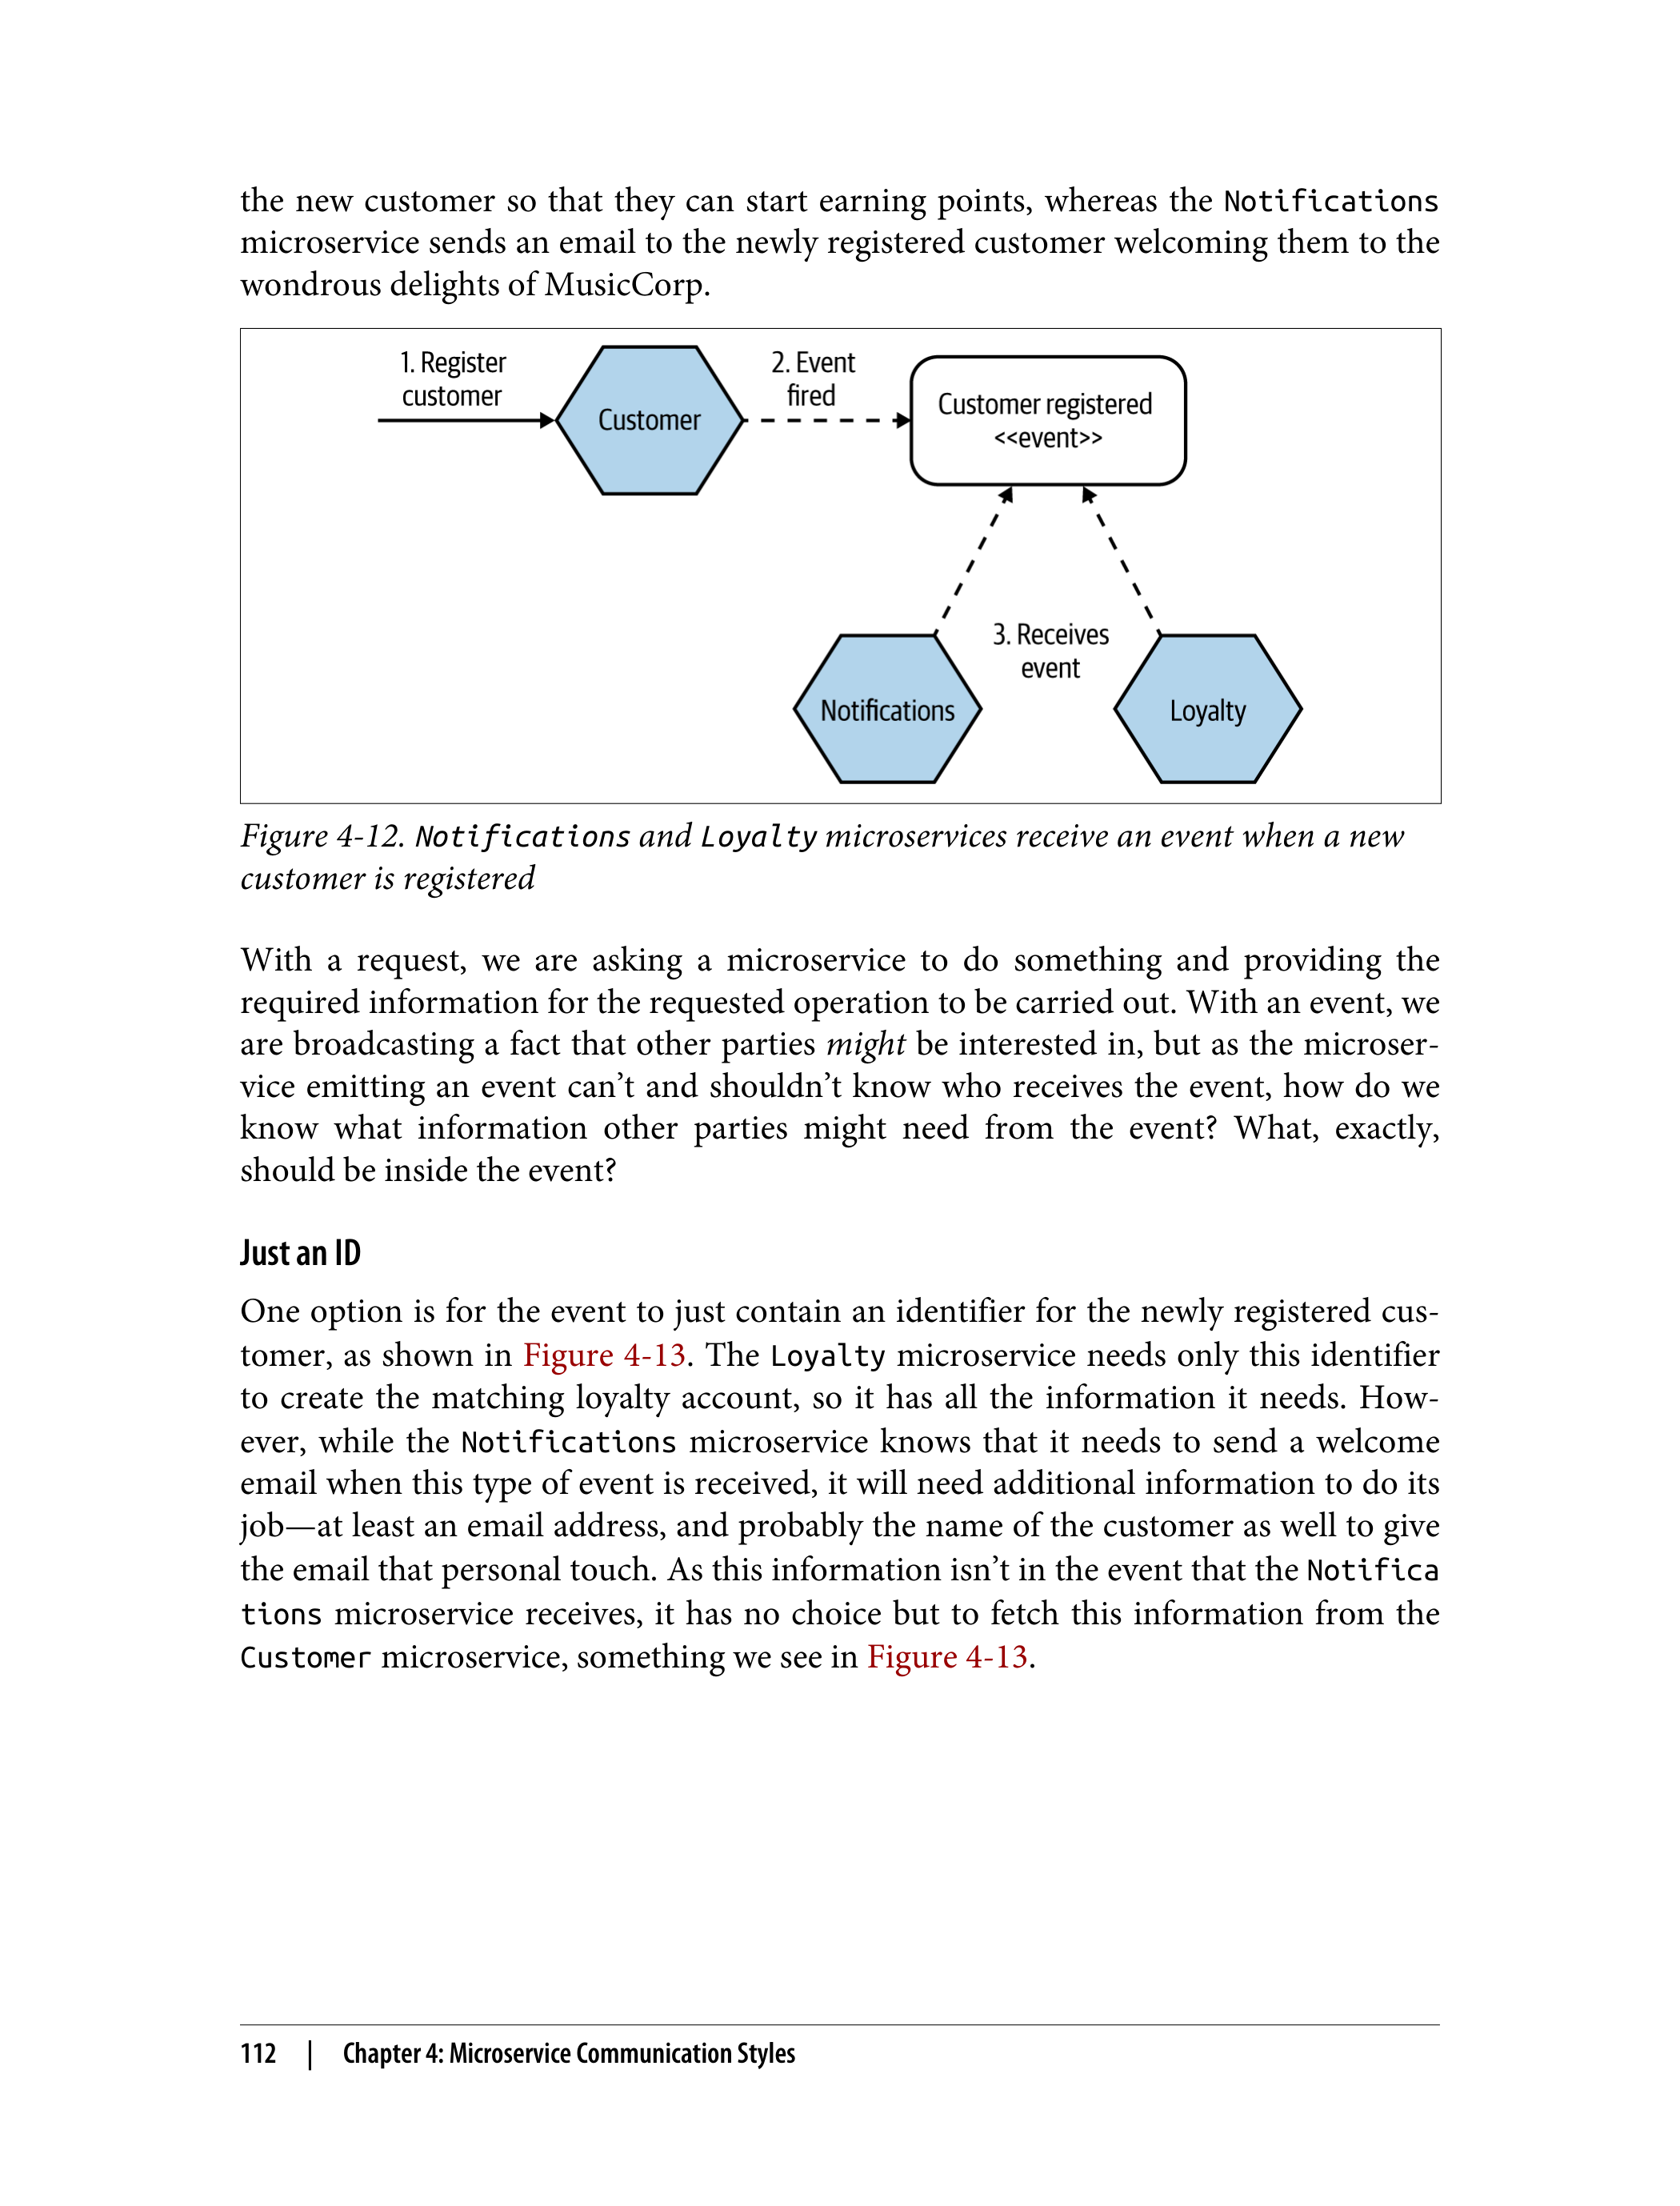 the new customer so that they can start earning points, whereas the Notifications
microservice sends an email to the newly registered customer welcoming them to the
wondrous delights of MusicCorp.
1. Register
customer
Customer
2. Event
fired
Customer registered
<<event>>
3. Receives
event
Notifications
Loyalty
Figure 4-12. Notifications and Loyalty microservices receive an event when a new
customer is registered
With a request, we are asking a microservice to do something and providing the
required information for the requested operation to be carried out. With an event, we
are broadcasting a fact that other parties might be interested in, but as the microser-
vice emitting an event can’t and shouldn’t know who receives the event, how do we
know what information other parties might need from the event? What, exactly,
should be inside the event?
Just an ID
One option is for the event to just contain an identifier for the newly registered cus-
tomer, as shown in Figure 4-13. The Loyalty microservice needs only this identifier
to create the matching loyalty account, so it has all the information it needs. How-
ever, while the Notifications microservice knows that it needs to send a welcome
email when this type of event is received, it will need additional information to do its
job—at least an email address, and probably the name of the customer as well to give
the email that personal touch. As this information isn’t in the event that the Notifica
tions microservice receives, it has no choice but to fetch this information from the
Customer microservice, something we see in Figure 4-13.
112 | Chapter 4: Microservice Communication Styles